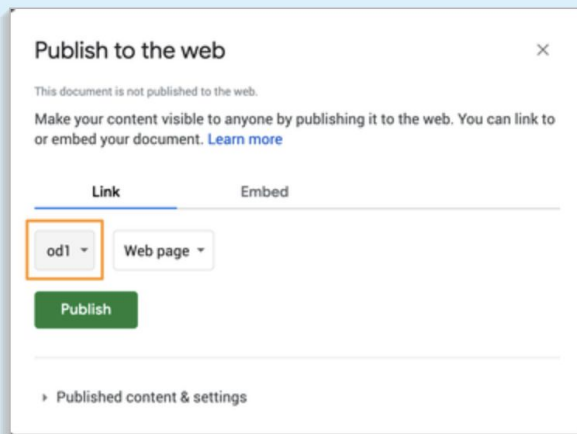 Publish to the web
This document is not published to the web.
Make your content visible to anyone by publishing it to the web. You can link to
or embed your document. Learn more
Link Embed
od1 Web page
Publish
Published content & settings